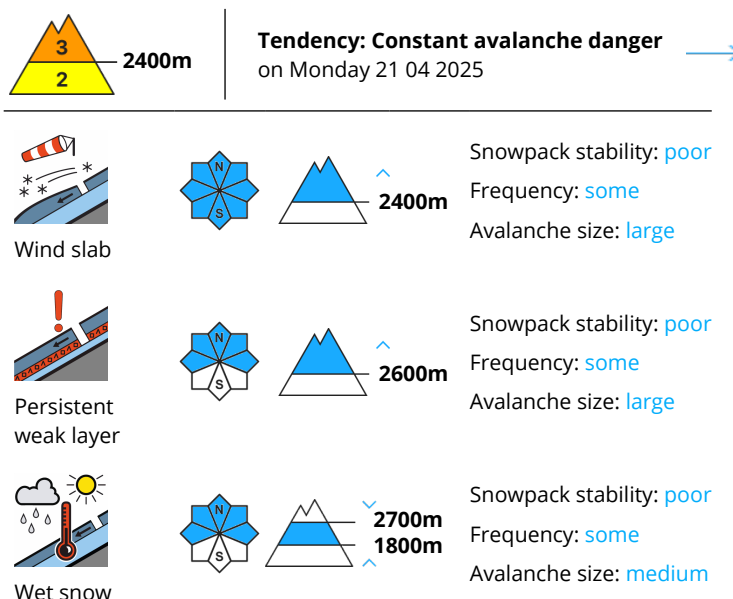 3
2
2400m
Tendency: Constant avalanche danger
on Monday 21 04 2025
Wind slab
N
S
2400m
Snowpack stability: poor
Frequency: some
Avalanche size: large
Persistent
weak layer
N
S
2600m
Snowpack stability: poor
Frequency: some
Avalanche size: large
Wet snow
N
S
2700m
1800m
Snowpack stability: poor
Frequency: some
Avalanche size: medium